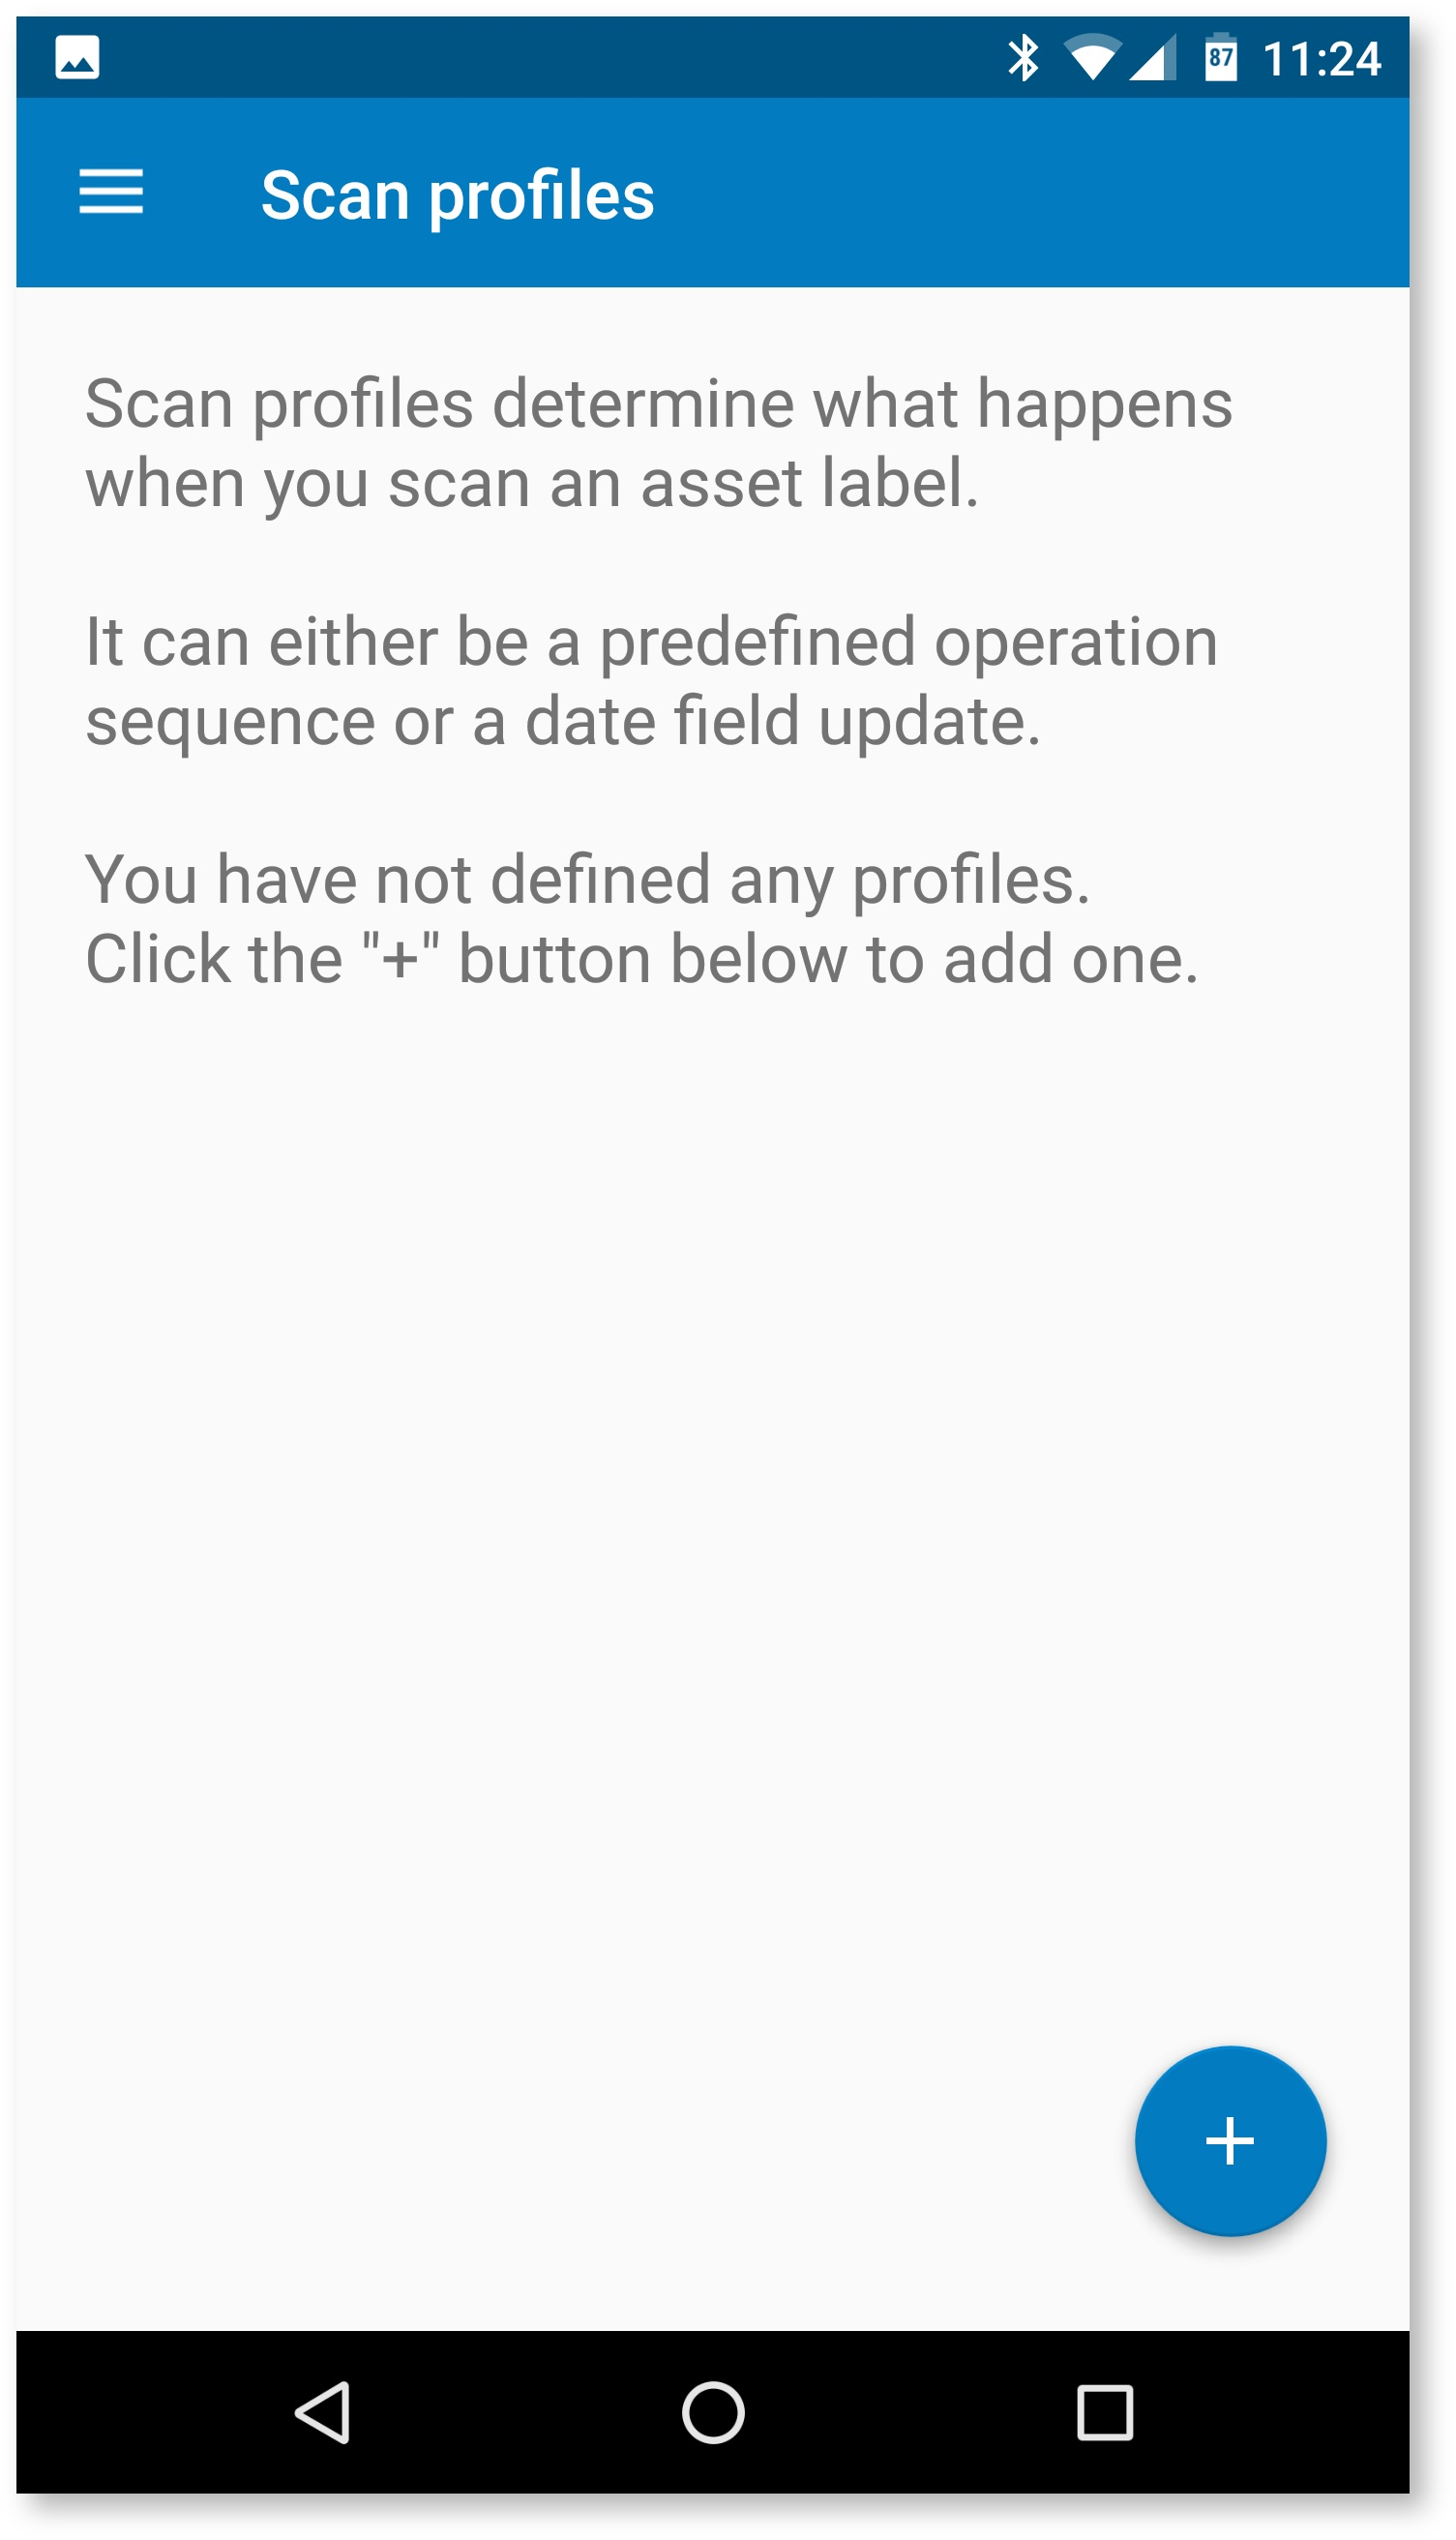 87 11:24
Scan profiles
Scan profiles determine what happens
when you scan an asset label.
It can either be a predefined operation
sequence or a date field update.
You have not defined any profiles.
Click the "+" button below to add one.
+